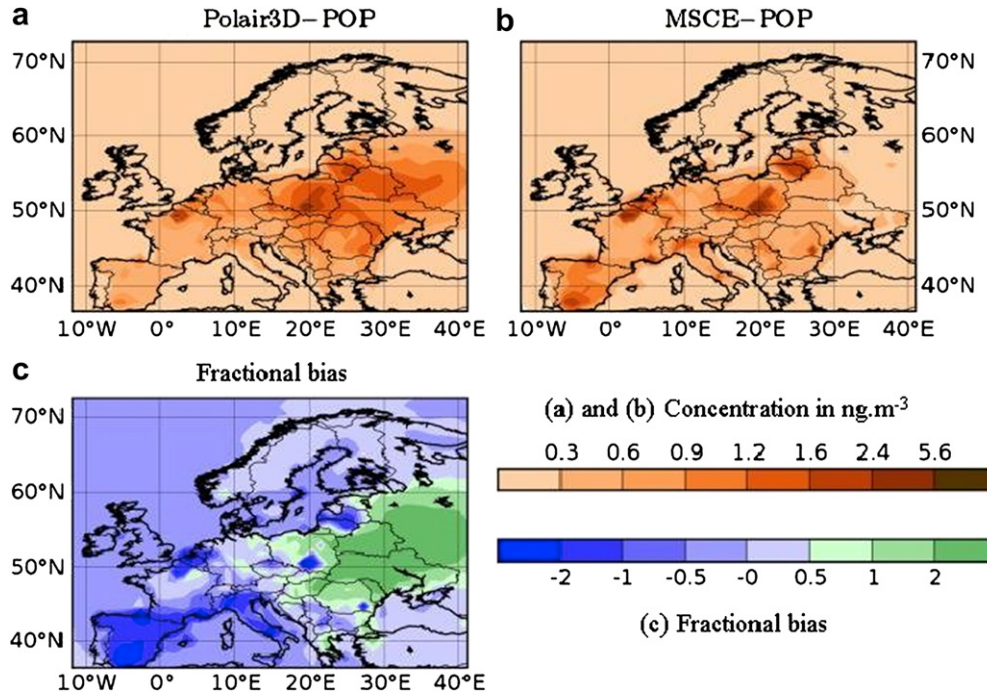 a Polair3D-POP
b MSCE-POP
70°N 70°N
60°N 60°N
50°N 50°N
40°N 40°N
10°W 0° 10°E 20°E 30°E 40°E
10°W 0° 10°E 20°E 30°E 40°E
c Fractional bias
70°N
60°N
50°N
40°N
10°W 0° 10°E 20°E 30°E 40°E
(a) and (b) Concentration in ng.m-3
0.3 0.6 0.9 1.2 1.6 2.4 5.6
-2 -1 -0.5 -0 0.5 1 2
(c) Fractional bias